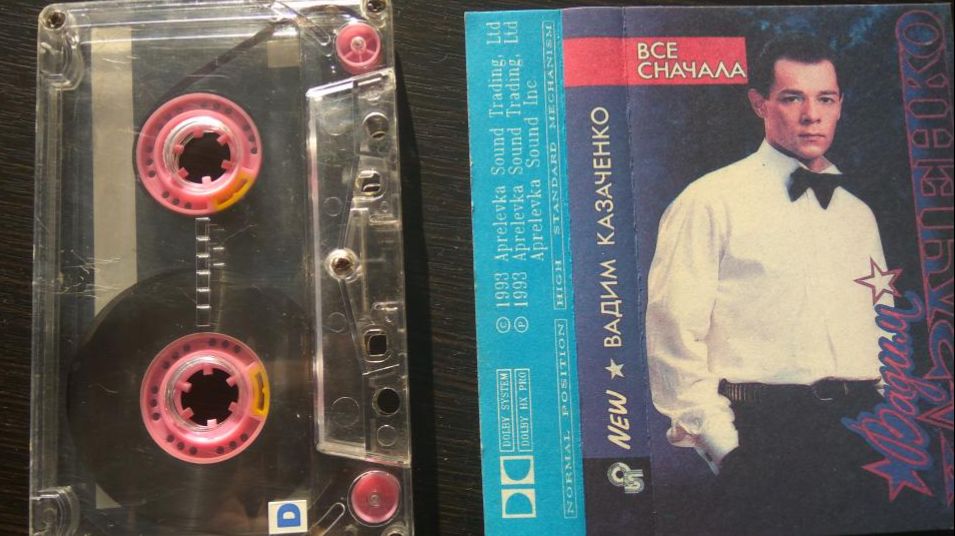 D
© 1993 Aprelevka Sound Trading, Ltd
℗ 1993 Aprelevka Sound Trading, Ltd
Aprelevka Sound Inc
DOLBY SYSTEM
DOLBY HX PRO
NORMAL POSITION
HIGH STANDARD MECHANISM
NEW ★ ВАДИМ КАЗАЧЕНКО
ВСЕ
СНАЧАЛА
Вадим
КАЗАЧЕНКО